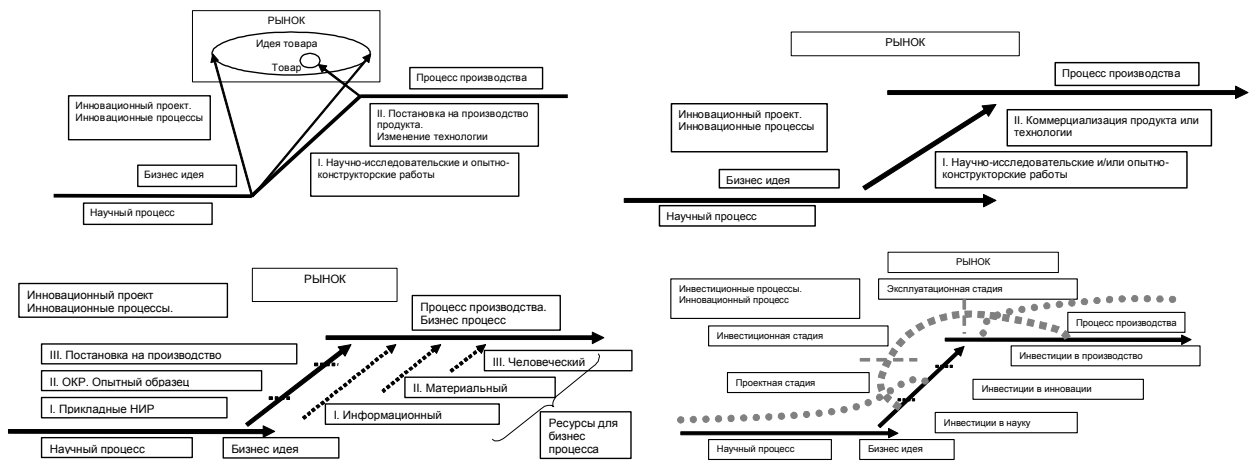 РЫНОК
Идея товара
Товар
Процесс производства
Инновационный проект.
Инновационные процессы
II. Постановка на производство
продукта.
Изменение технологии
I. Научно-исследовательские и опытно-
конструкторские работы
Бизнес идея
Научный процесс
РЫНОК
Процесс производства
Инновационный проект.
Инновационные процессы
II. Коммерциализация продукта или
технологии
I. Научно-исследовательские и/или опытно-
конструкторские работы
Бизнес идея
Научный процесс
РЫНОК
Инновационный проект
Инновационные процессы.
Процесс производства.
Бизнес процесс
III. Постановка на производство
III. Человеческий
II. ОКР. Опытный образец
II. Материальный
I. Прикладные НИР
I. Информационный
Ресурсы для
бизнес
процесса
Научный процесс
Бизнес идея
РЫНОК
Инвестиционные процессы.
Инновационный процесс
Эксплуатационная стадия
Инвестиционная стадия
Процесс производства
Инвестиции в производство
Проектная стадия
Инвестиции в инновации
Инвестиции в науку
Научный процесс
Бизнес идея